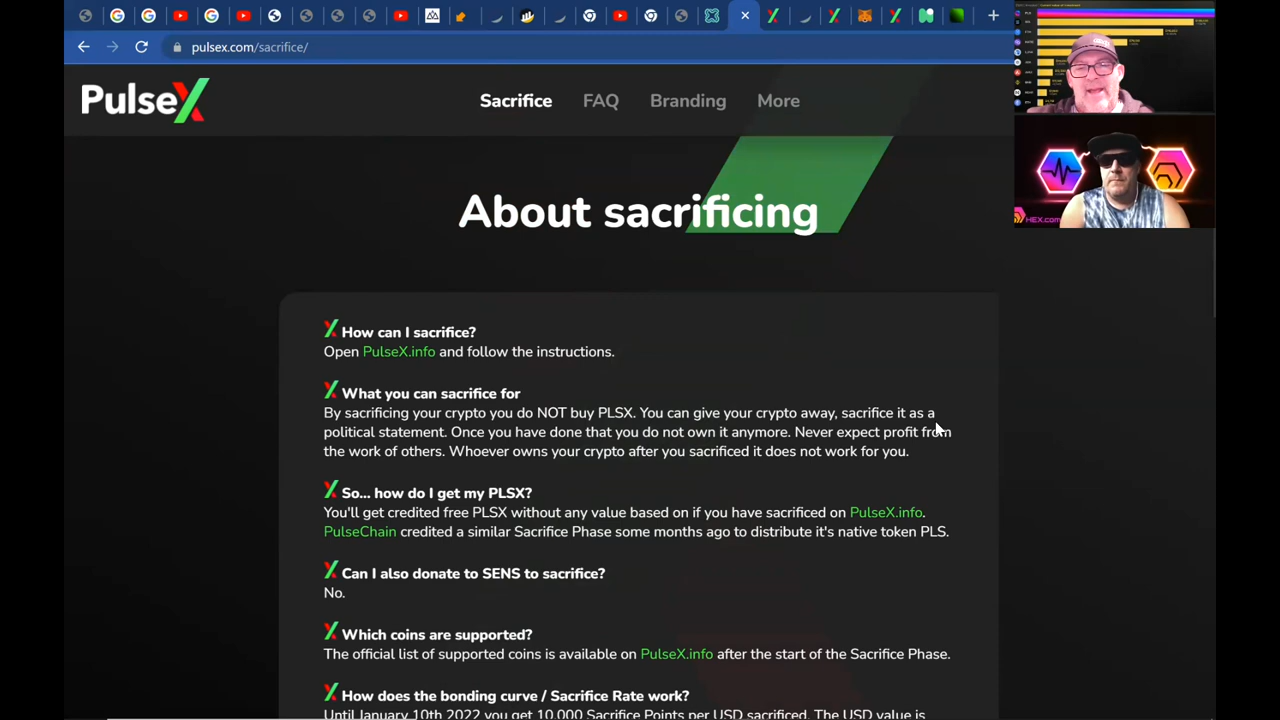 pulsex.com/sacrifice/
PulseX
Sacrifice FAQ Branding More
HEX.com
About sacrificing
How can I sacrifice?
Open PulseX.info and follow the instructions.
What you can sacrifice for
By sacrificing your crypto you do NOT buy PLSX. You can give your crypto away, sacrifice it as a
political statement. Once you have done that you do not own it anymore. Never expect profit from
the work of others. Whoever owns your crypto after you sacrificed it does not work for you.
So... how do I get my PLSX?
You'll get credited free PLSX without any value based on if you have sacrificed on PulseX.info.
PulseChain credited a similar Sacrifice Phase some months ago to distribute it's native token PLS.
Can I also donate to SENS to sacrifice?
No.
Which coins are supported?
The official list of supported coins is available on PulseX.info after the start of the Sacrifice Phase.
How does the bonding curve / Sacrifice Rate work?
Until January 10th 2022 you get 10,000 Sacrifice Points per USD sacrificed. The USD value is